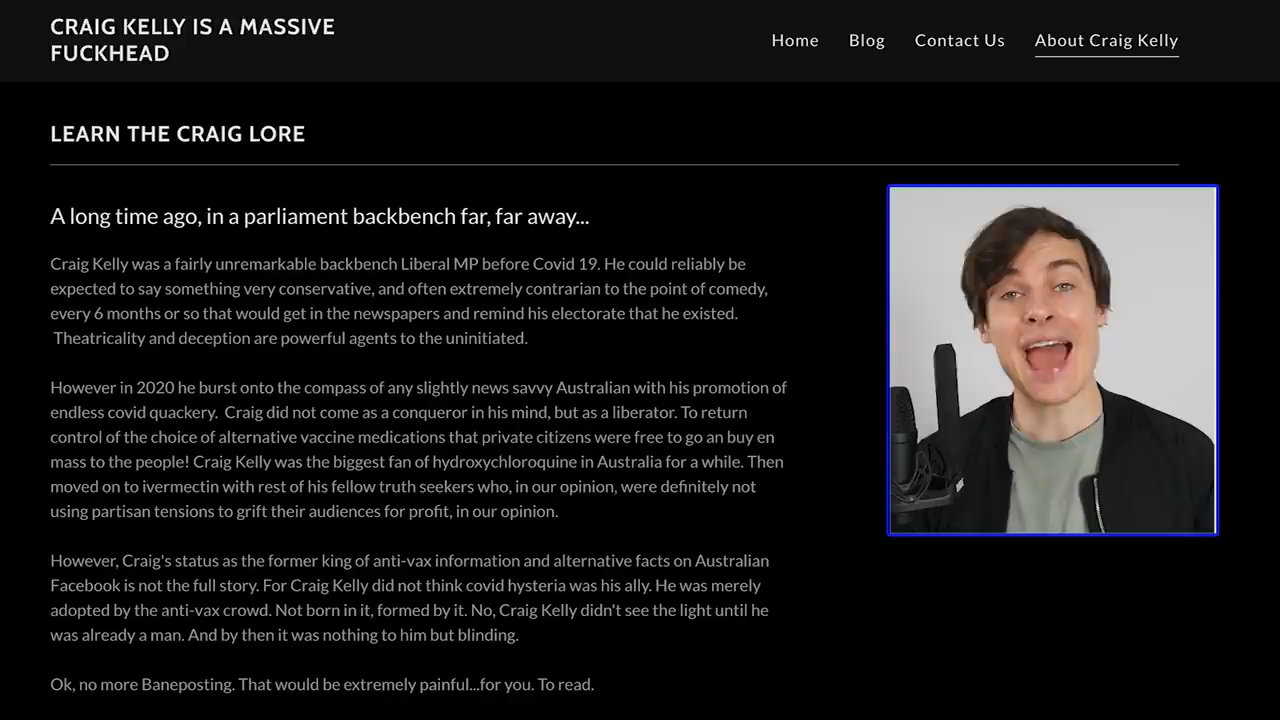 CRAIG KELLY IS A MASSIVE
FUCKHEAD
Home Blog Contact Us About Craig Kelly
LEARN THE CRAIG LORE
A long time ago, in a parliament backbench far, far away...
Craig Kelly was a fairly unremarkable backbench Liberal MP before Covid 19. He could reliably be
expected to say something very conservative, and often extremely contrarian to the point of comedy,
every 6 months or so that would get in the newspapers and remind his electorate that he existed.
Theatricality and deception are powerful agents to the uninitiated.
However in 2020 he burst onto the compass of any slightly news savvy Australian with his promotion of
endless covid quackery. Craig did not come as a conqueror in his mind, but as a liberator. To return
control of the choice of alternative vaccine medications that private citizens were free to go an buy en
mass to the people! Craig Kelly was the biggest fan of hydroxychloroquine in Australia for a while. Then
moved on to ivermectin with rest of his fellow truth seekers who, in our opinion, were definitely not
using partisan tensions to grift their audiences for profit, in our opinion.
However, Craig's status as the former king of anti-vax information and alternative facts on Australian
Facebook is not the full story. For Craig Kelly did not think covid hysteria was his ally. He was merely
adopted by the anti-vax crowd. Not born in it, formed by it. No, Craig Kelly didn't see the light until he
was already a man. And by then it was nothing to him but blinding.
Ok, no more Baneposting. That would be extremely painful...for you. To read.